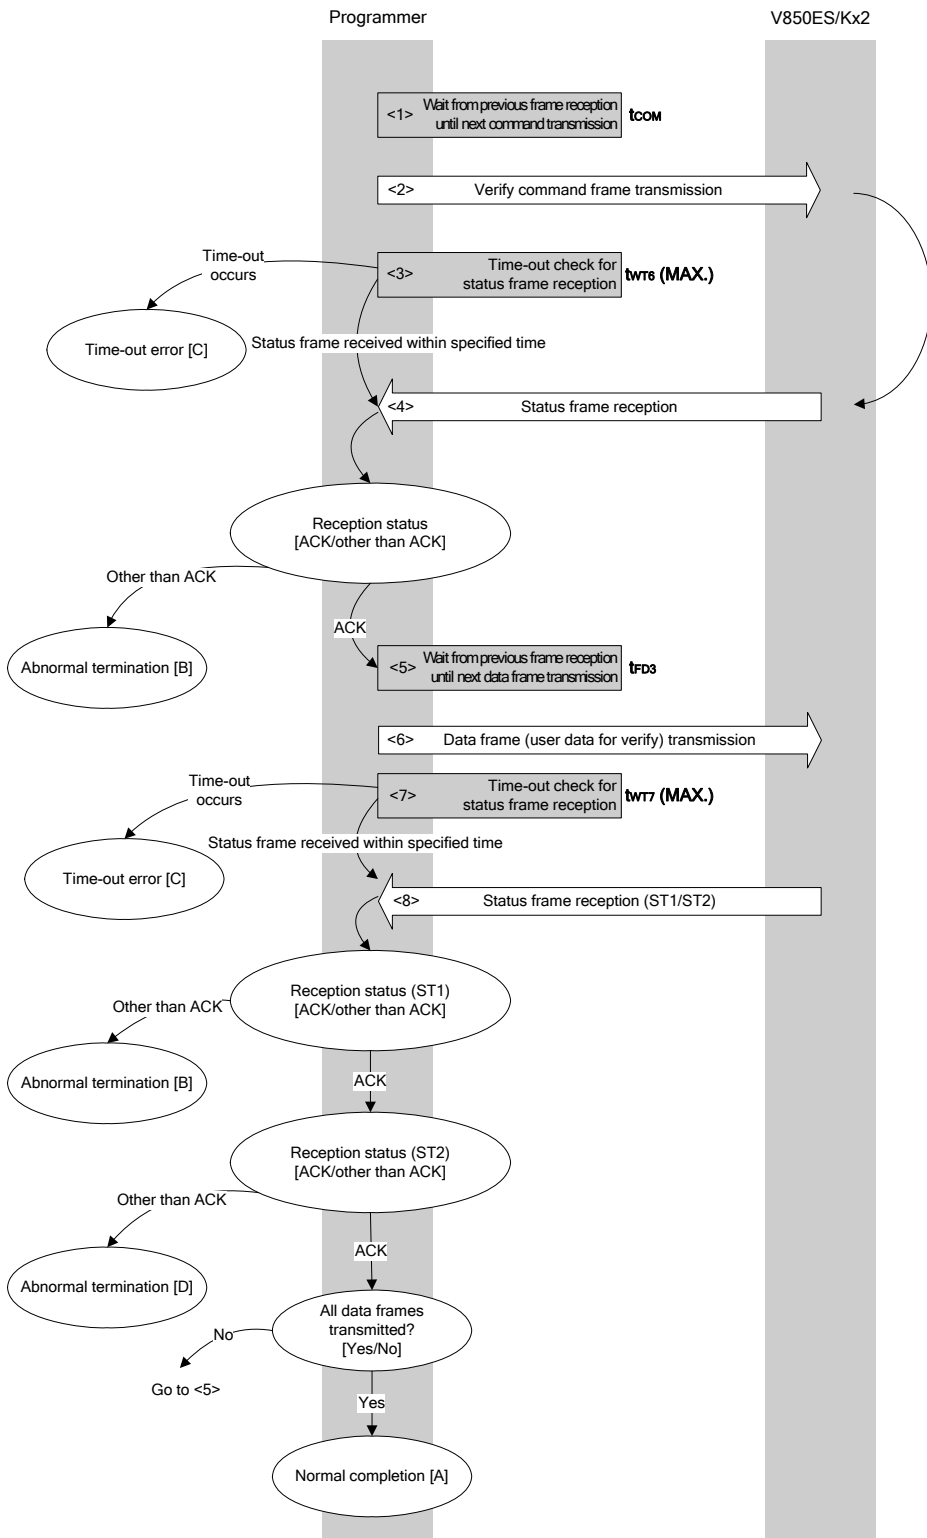 Programmer
V850ES/Kx2
<1> Wait from previous frame reception
until next command transmission
tCOM
<2> Verify command frame transmission
Time-out
occurs
<3> Time-out check for
status frame reception
tWT6 (MAX.)
Time-out error [C]
Status frame received within specified time
<4> Status frame reception
Reception status
[ACK/other than ACK]
Other than ACK
Abnormal termination [B]
ACK
<5> Wait from previous frame reception
until next data frame transmission
tFD3
<6> Data frame (user data for verify) transmission
Time-out
occurs
<7> Time-out check for
status frame reception
tWT7 (MAX.)
Status frame received within specified time
Time-out error [C]
<8> Status frame reception (ST1/ST2)
Reception status (ST1)
[ACK/other than ACK]
Other than ACK
Abnormal termination [B]
ACK
Reception status (ST2)
[ACK/other than ACK]
Other than ACK
Abnormal termination [D]
ACK
All data frames
transmitted?
[Yes/No]
No
Go to <5>
Yes
Normal completion [A]